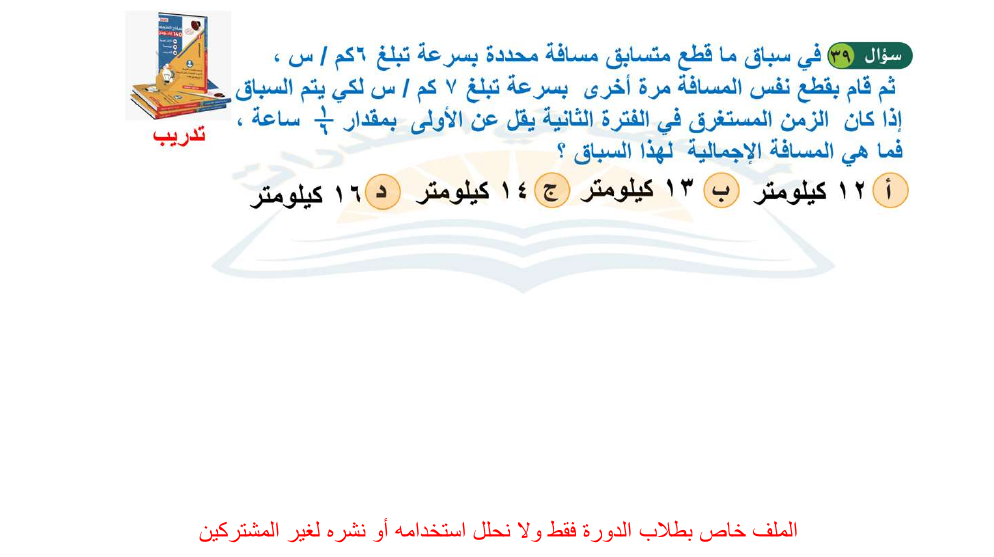 سؤال ٣٩ في سباق ما قطع متسابق مسافة محددة بسرعة تبلغ ٦كم / س ،
ثم قام بقطع نفس المسافة مرة أخرى بسرعة تبلغ ٧ كم / س لكي يتم السباق
إذا كان الزمن المستغرق في الفترة الثانية يقل عن الأولى بمقدار ١/٦ ساعة ،
فما هي المسافة الإجمالية لهذا السباق ؟
أ ١٢ كيلومتر ب ١٣ كيلومتر ج ١٤ كيلومتر د ١٦ كيلومتر
تدريب
الملف خاص بطلاب الدورة فقط ولا نحلل استخدامه أو نشره لغير المشتركين